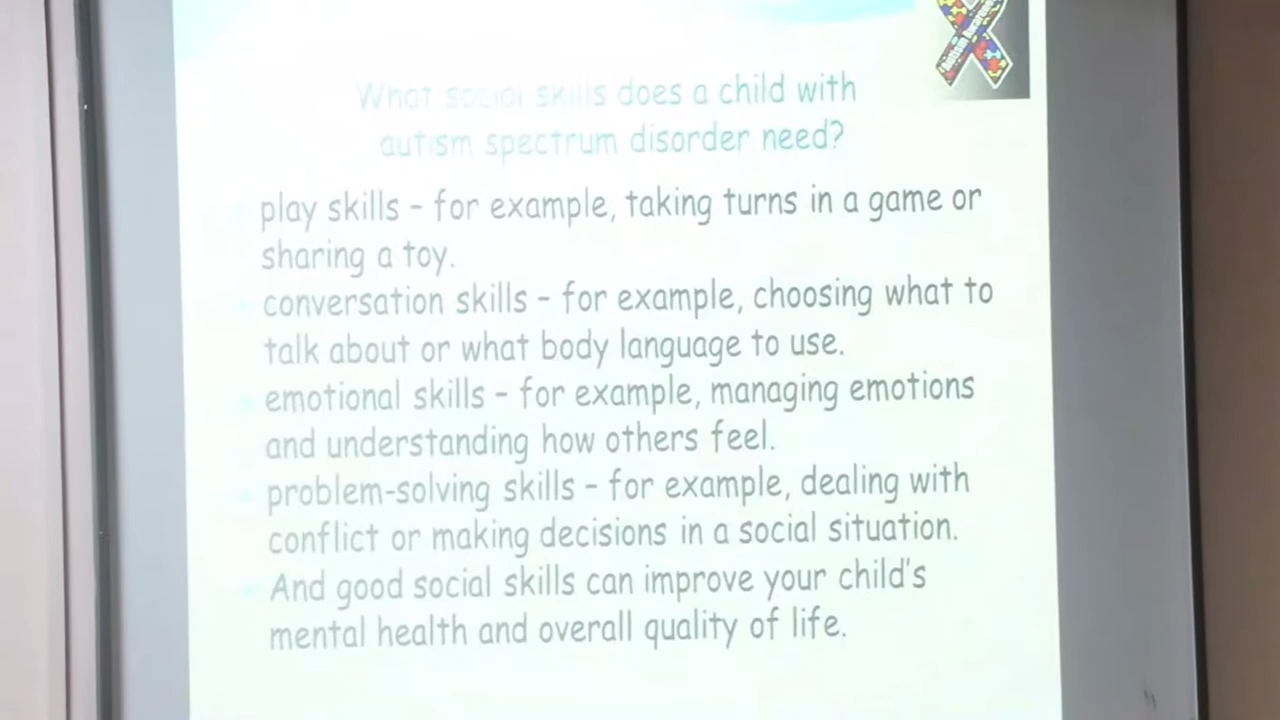 What social skills does a child with
autism spectrum disorder need?
play skills – for example, taking turns in a game or
sharing a toy.
conversation skills – for example, choosing what to
talk about or what body language to use.
emotional skills – for example, managing emotions
and understanding how others feel.
problem-solving skills – for example, dealing with
conflict or making decisions in a social situation.
And good social skills can improve your child's
mental health and overall quality of life.